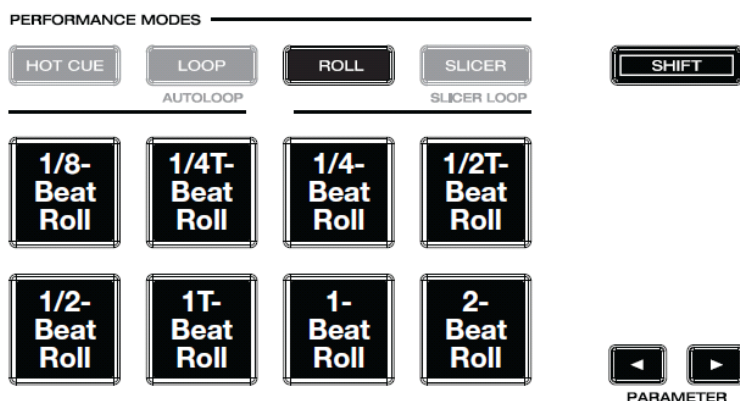 PERFORMANCE MODES
HOT CUE LOOP ROLL SLICER SHIFT
AUTOLOOP SLICER LOOP
1/8-
Beat
Roll
1/4T-
Beat
Roll
1/4-
Beat
Roll
1/2T-
Beat
Roll
1/2-
Beat
Roll
1T-
Beat
Roll
1-
Beat
Roll
2-
Beat
Roll
PARAMETER